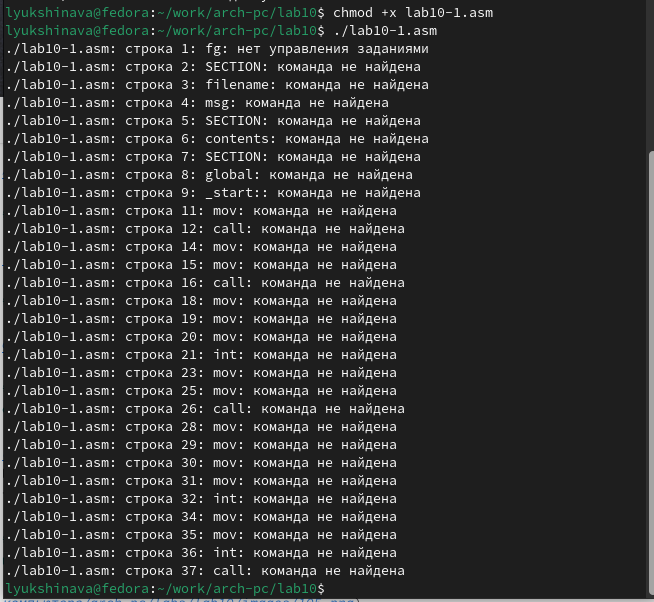 lyukshinava@fedora:~/work/arch-pc/lab10$ chmod +x lab10-1.asm
lyukshinava@fedora:~/work/arch-pc/lab10$ ./lab10-1.asm
./lab10-1.asm: строка 1: fg: нет управления заданиями
./lab10-1.asm: строка 2: SECTION: команда не найдена
./lab10-1.asm: строка 3: filename: команда не найдена
./lab10-1.asm: строка 4: msg: команда не найдена
./lab10-1.asm: строка 5: SECTION: команда не найдена
./lab10-1.asm: строка 6: contents: команда не найдена
./lab10-1.asm: строка 7: SECTION: команда не найдена
./lab10-1.asm: строка 8: global: команда не найдена
./lab10-1.asm: строка 9: _start:: команда не найдена
./lab10-1.asm: строка 11: mov: команда не найдена
./lab10-1.asm: строка 12: call: команда не найдена
./lab10-1.asm: строка 14: mov: команда не найдена
./lab10-1.asm: строка 15: mov: команда не найдена
./lab10-1.asm: строка 16: call: команда не найдена
./lab10-1.asm: строка 18: mov: команда не найдена
./lab10-1.asm: строка 19: mov: команда не найдена
./lab10-1.asm: строка 20: mov: команда не найдена
./lab10-1.asm: строка 21: int: команда не найдена
./lab10-1.asm: строка 23: mov: команда не найдена
./lab10-1.asm: строка 25: mov: команда не найдена
./lab10-1.asm: строка 26: call: команда не найдена
./lab10-1.asm: строка 28: mov: команда не найдена
./lab10-1.asm: строка 29: mov: команда не найдена
./lab10-1.asm: строка 30: mov: команда не найдена
./lab10-1.asm: строка 31: mov: команда не найдена
./lab10-1.asm: строка 32: int: команда не найдена
./lab10-1.asm: строка 34: mov: команда не найдена
./lab10-1.asm: строка 35: mov: команда не найдена
./lab10-1.asm: строка 36: int: команда не найдена
./lab10-1.asm: строка 37: call: команда не найдена
lyukshinava@fedora:~/work/arch-pc/lab10$